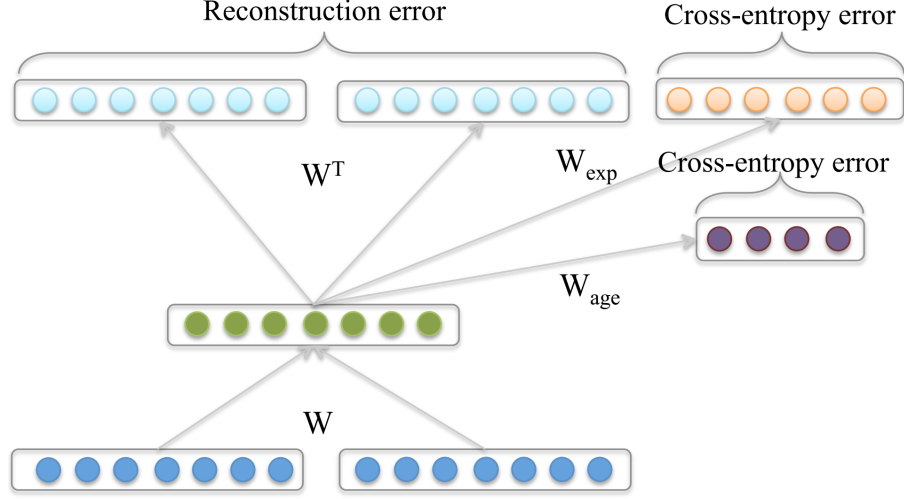 Reconstruction error
Cross-entropy error
W^T
W_exp
Cross-entropy error
W_age
W